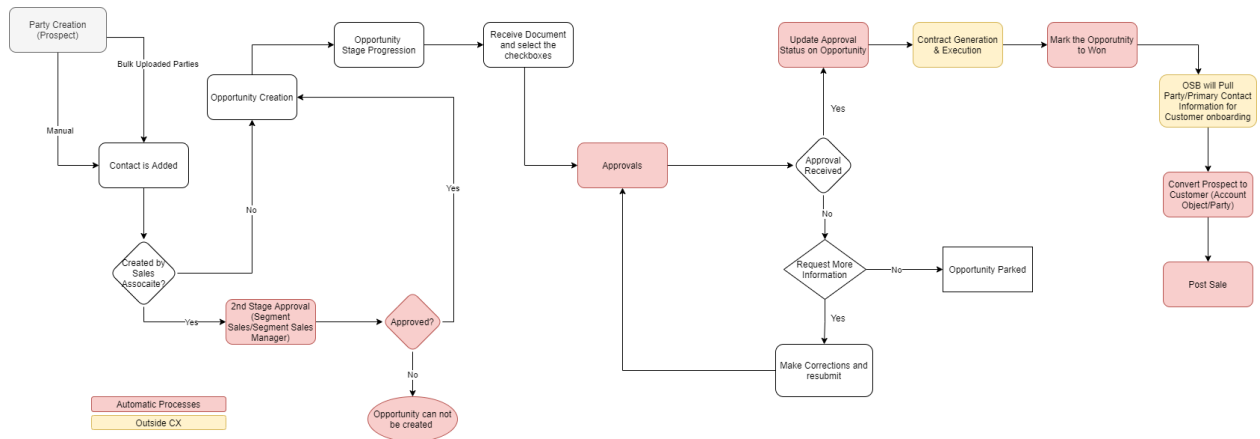 Party Creation
(Prospect)
Bulk Uploaded Parties
Manual
Contact is Added
Created by
Sales
Assocaite?
No
Yes
Opportunity Creation
Opportunity
Stage Progression
Receive Document
and select the
checkboxes
2nd Stage Approval
(Segment
Sales/Segment Sales
Manager)
Approved?
Yes
No
Opportunity can not
be created
Approvals
Approval
Received
Yes
No
Update Approval
Status on Opportunity
Contract Generation
& Execution
Mark the Opporutnity
to Won
OSB will Pull
Party/Primary Contact
Information for
Customer onboarding
Convert Prospect to
Customer (Account
Object/Party)
Post Sale
Request More
Information
No
Opportunity Parked
Yes
Make Corrections and
resubmit
Automatic Processes
Outside CX